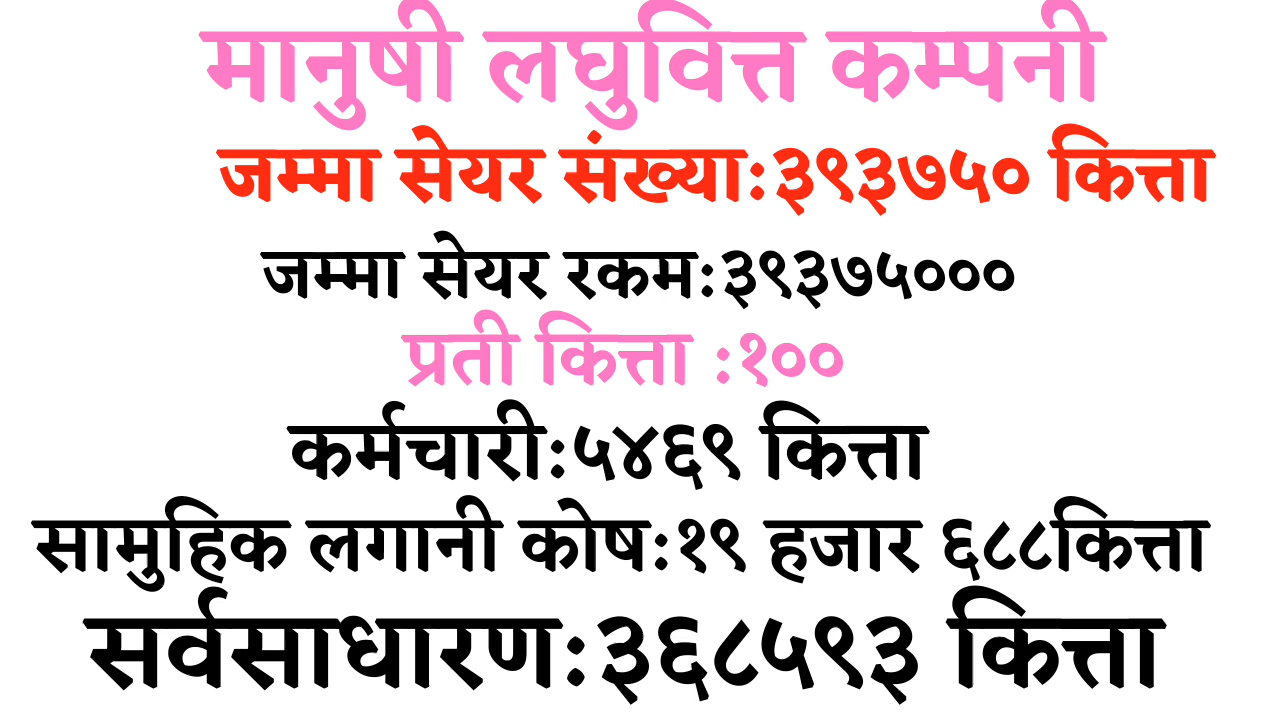 मानुषी लघुवित्त कम्पनी
जम्मा सेयर संख्या:३९३७५० कित्ता
जम्मा सेयर रकम:३९३७५०००
प्रती कित्ता :१००
कर्मचारी:५४६९ कित्ता
सामुहिक लगानी कोष:१९ हजार ६८८कित्ता
सर्वसाधारण:३६८५९३ कित्ता